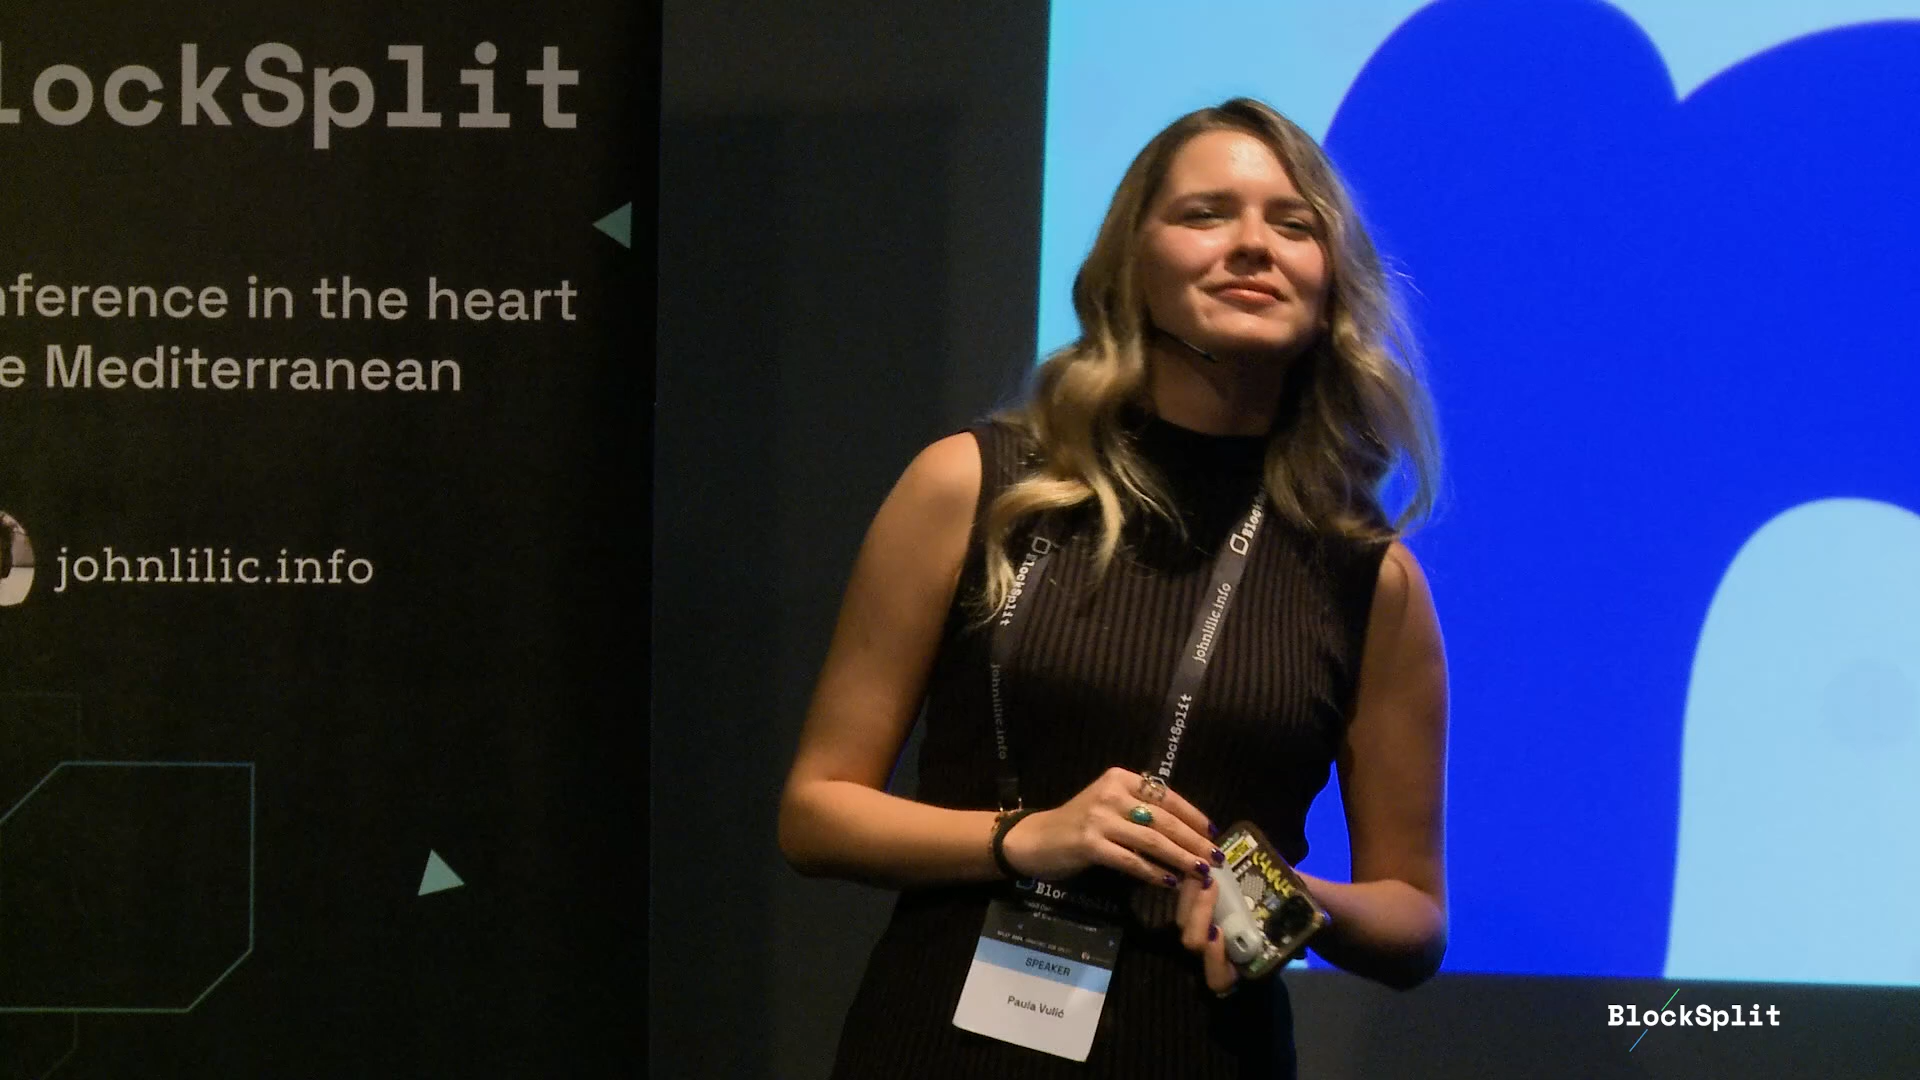 lockSplit
nference in the heart
e Mediterranean
johnlilic.info
BlockSplit
johnlilic.info
Block
johnlilic.info
BlockSplit
BlockSplit
SPEAKER
Paula Vulić
BlockSplit